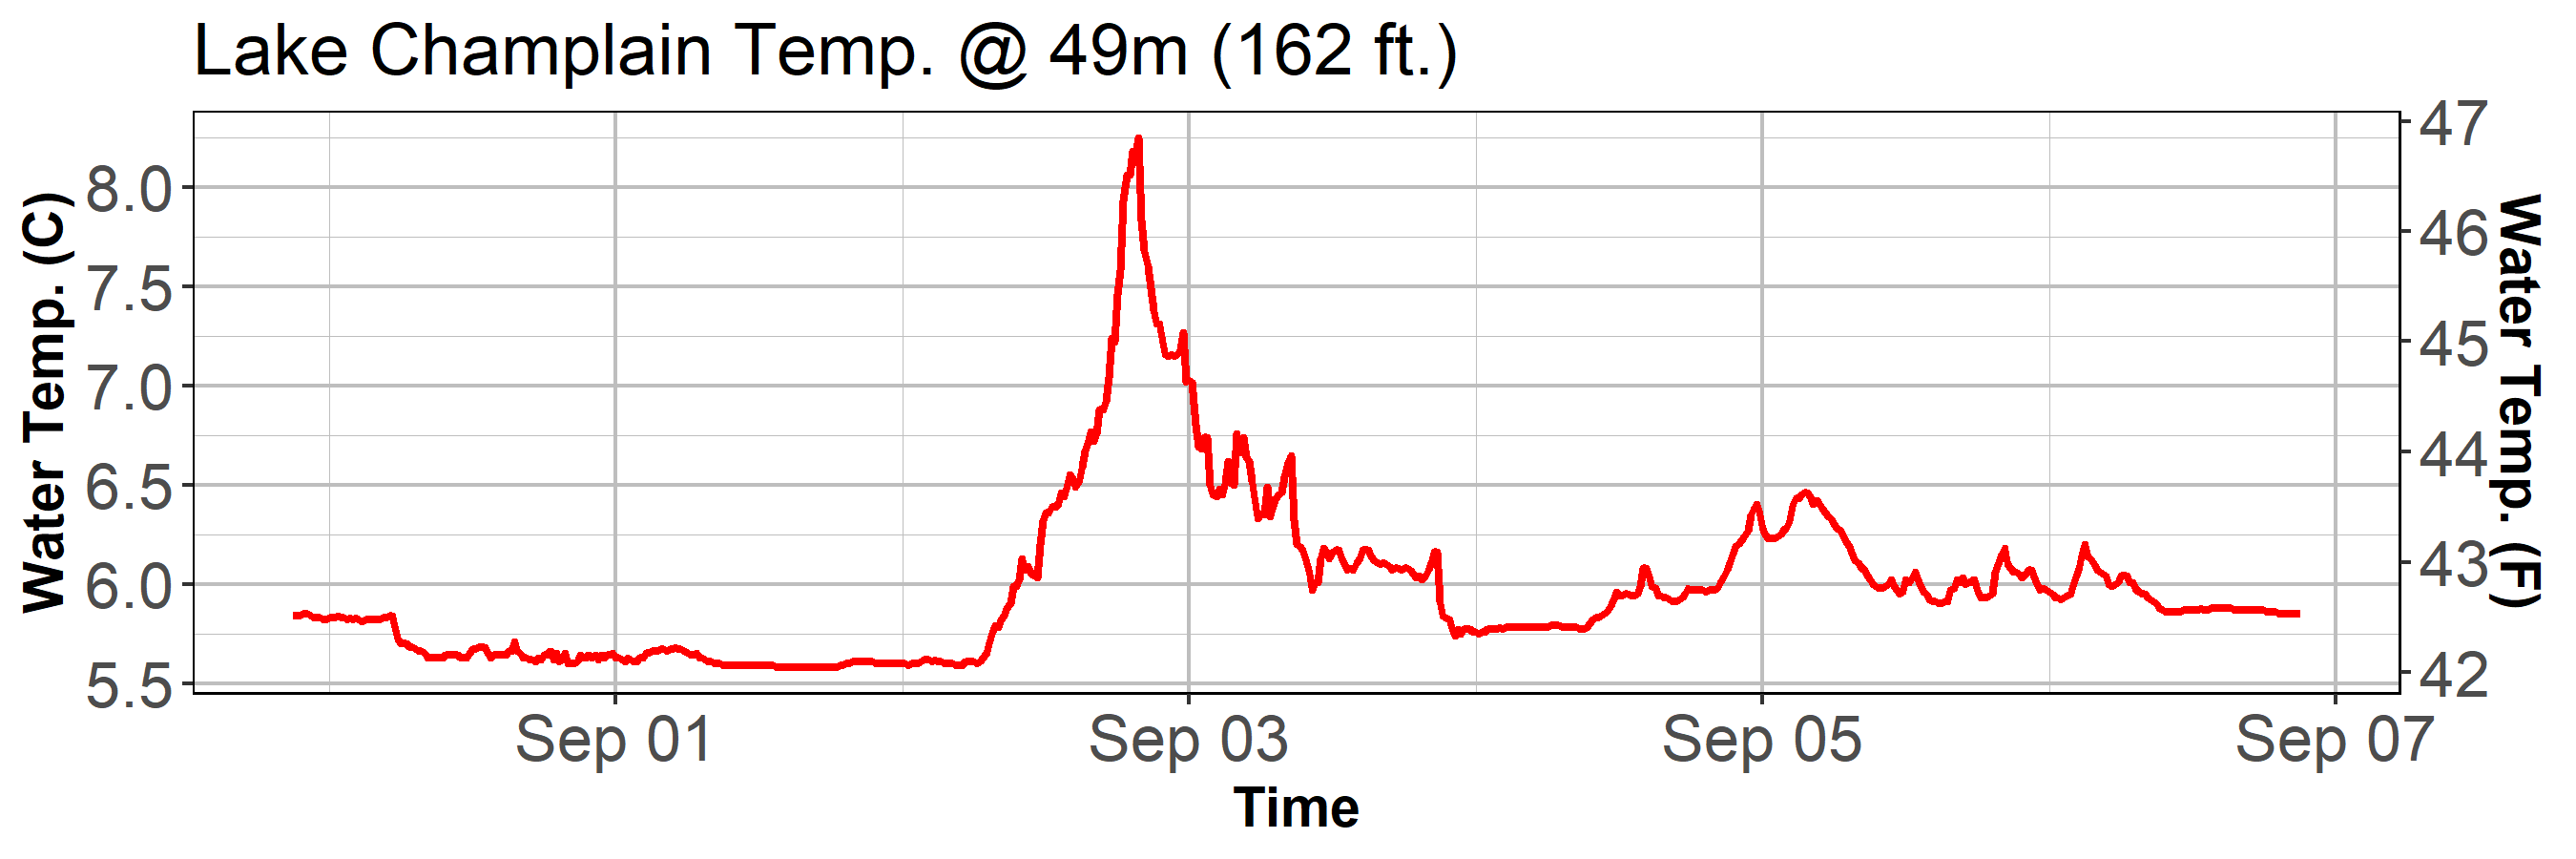 Lake Champlain Temp. @ 49m (162 ft.)
Water Temp. (C)
8.0
7.5
7.0
6.5
6.0
5.5
47
46
45
44
43
42
Water Temp. (F)
Sep 01
Sep 03
Sep 05
Sep 07
Time